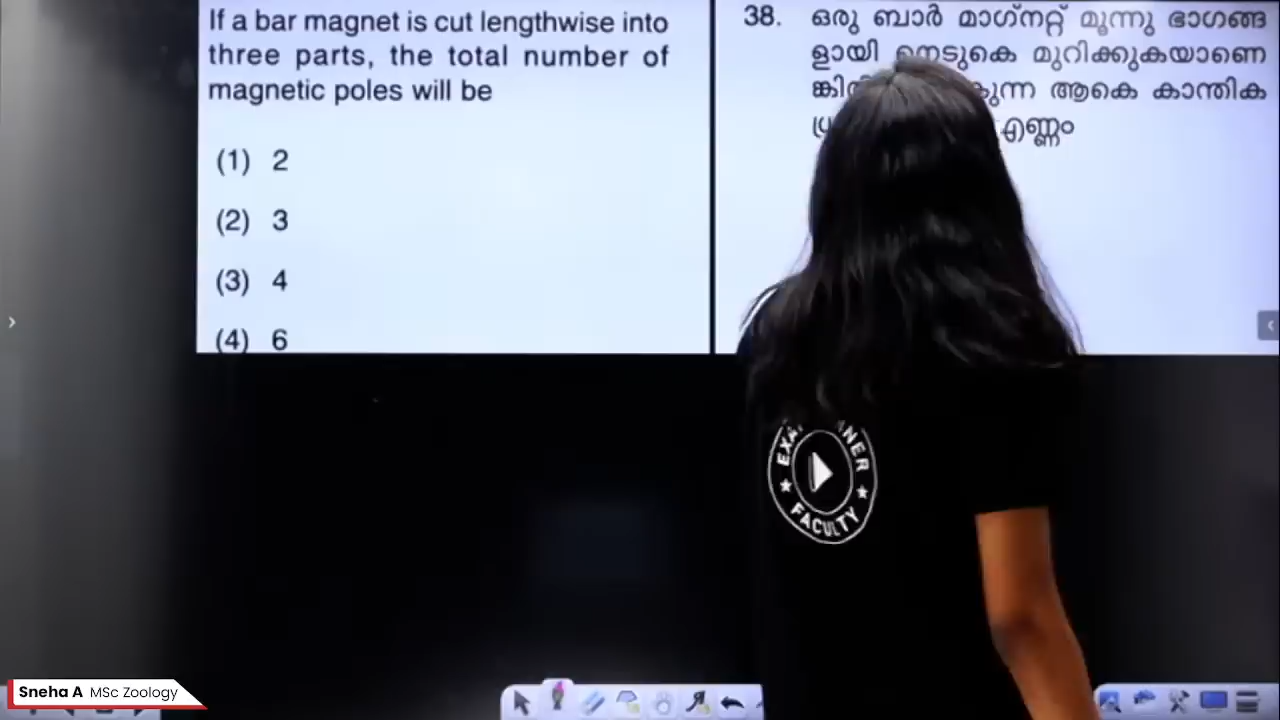 If a bar magnet is cut lengthwise into
three parts, the total number of
magnetic poles will be
(1) 2
(2) 3
(3) 4
(4) 6
38. ഒരു ബാർ മാഗ്നറ്റ് മൂന്നു ഭാഗങ്ങ
ളായി നെടുകെ മുറിക്കുകയാണെ
ആകെ കാന്തിക
എണ്ണം
FACULTY
Sneha A MSc Zoology